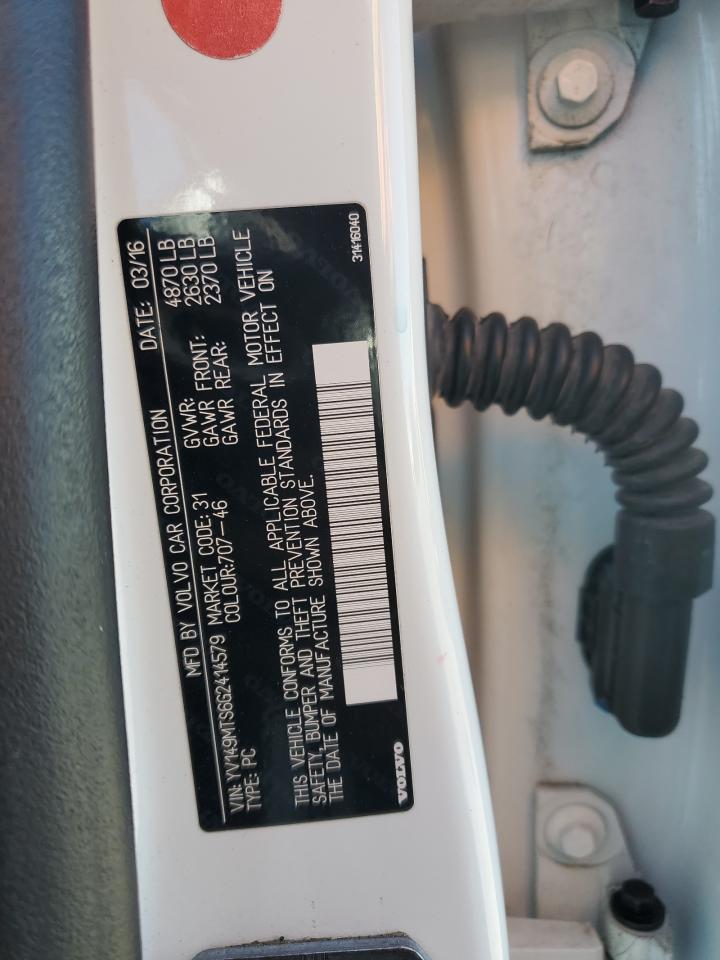 MFD BY VOLVO CAR CORPORATION DATE: 03/16
VIN: YV149MTS6G2414579 MARKET CODE: 31 GVWR: 4870 LB
TYPE: PC COLOUR:707-46 GAWR FRONT: 2630 LB
GAWR REAR: 2370 LB
THIS VEHICLE CONFORMS TO ALL APPLICABLE FEDERAL MOTOR VEHICLE
SAFETY, BUMPER AND THEFT PREVENTION STANDARDS IN EFFECT ON
THE DATE OF MANUFACTURE SHOWN ABOVE.
VOLVO 31416040